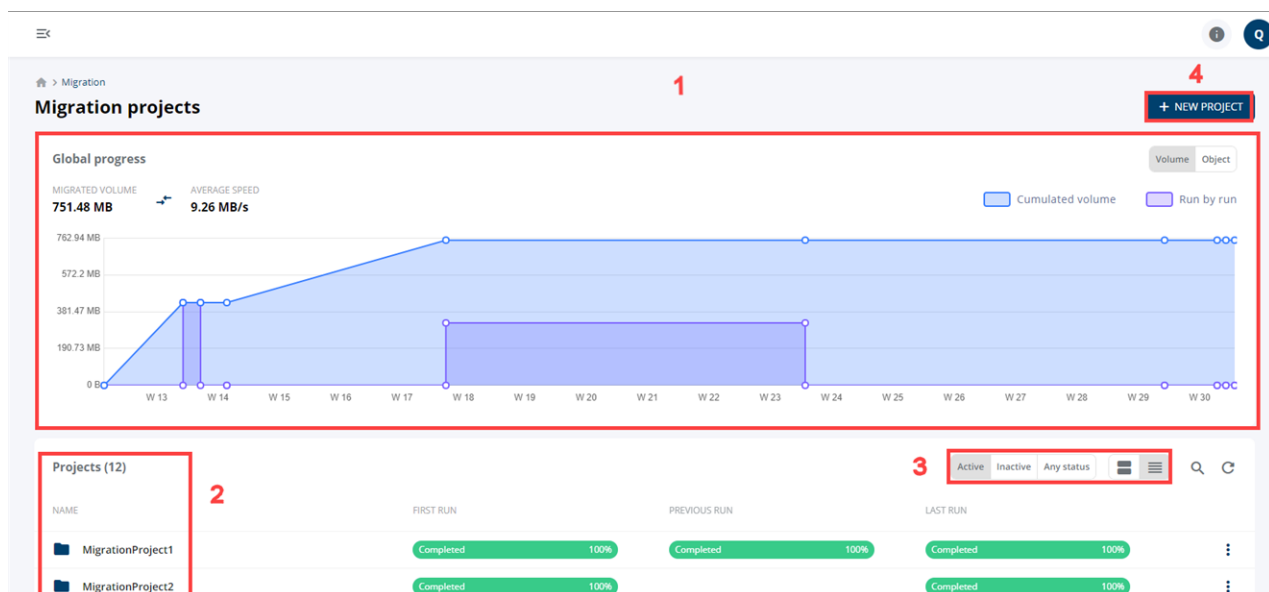 Q
> Migration
1
4
Migration projects
+ NEW PROJECT
Global progress
Volume Object
MIGRATED VOLUME AVERAGE SPEED
751.48 MB 9.26 MB/s
Cumulated volume Run by run
762.94 MB
572.2 MB
381.47 MB
190.73 MB
0 B
W 13 W 14 W 15 W 16 W 17 W 18 W 19 W 20 W 21 W 22 W 23 W 24 W 25 W 26 W 27 W 28 W 29 W 30
Projects (12)
3
Active Inactive Any status
2
NAME FIRST RUN PREVIOUS RUN LAST RUN
MigrationProject1 Completed 100% Completed 100% Completed 100%
MigrationProject2 Completed 100% Completed 100%